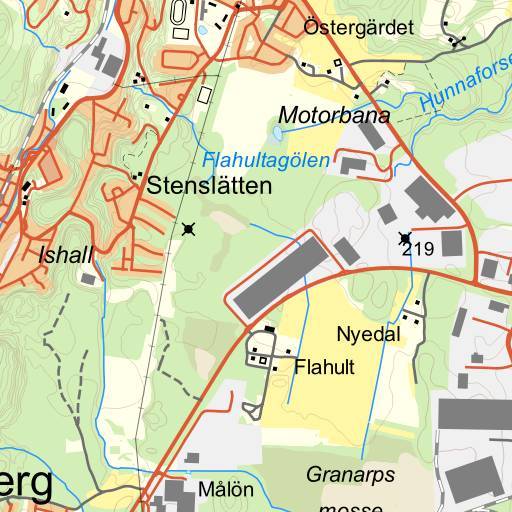 Östergärdet
Hunnaforse
Motorbana
Flahultagölen
Stenslätten
Ishall
219
Nyedal
Flahult
Granarps
mosse
erg
Målön